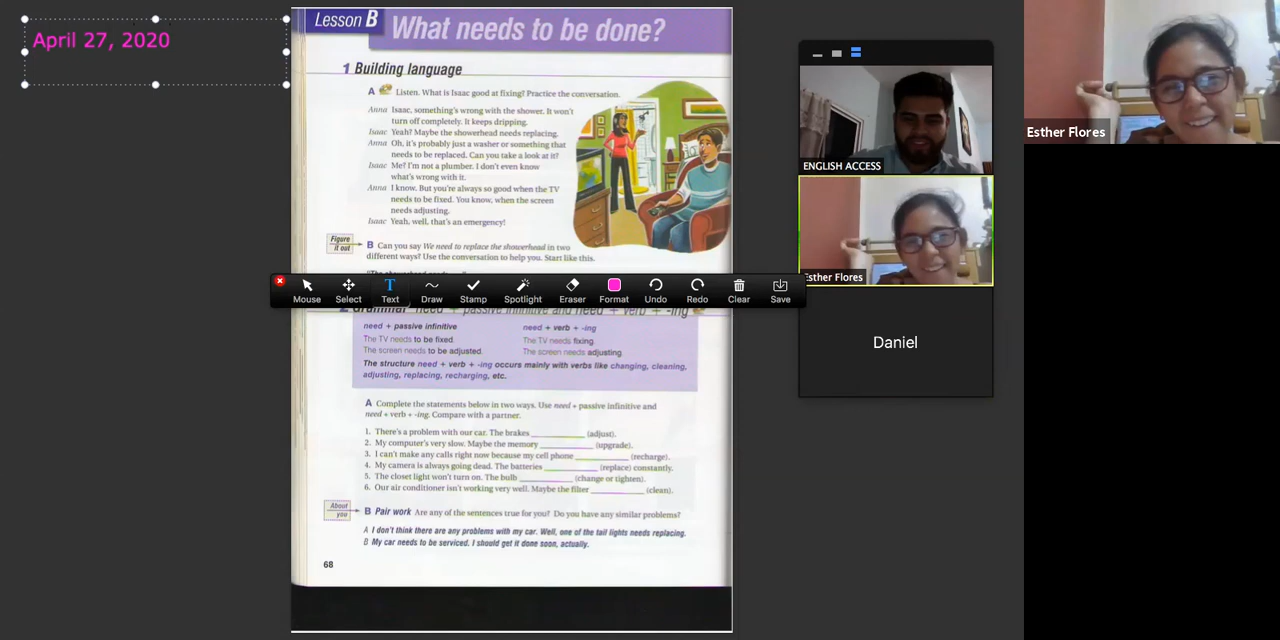 April 27, 2020
Lesson B What needs to be done?
1 Building language
A Listen. What is Isaac good at fixing? Practice the conversation.
Anna Isaac, something's wrong with the shower. It won't
turn off completely. It keeps dripping.
Isaac Yeah? Maybe the showerhead needs replacing.
Anna Oh, it's probably just a washer or something that
needs to be replaced. Can you take a look at it?
Isaac Me? I'm not a plumber. I don't even know
what's wrong with it.
Anna I know. But you're always so good when the TV
needs to be fixed. You know, when the screen
needs adjusting.
Isaac Yeah, well, that's an emergency!
Figure
it out
B Can you say We need to replace the showerhead in two
different ways? Use the conversation to help you. Start like this.
Mouse Select Text Draw Stamp Spotlight Eraser Format Undo Redo Clear Save
2 Grammar need + passive infinitive and need + verb + -ing
need + passive infinitive
The TV needs to be fixed.
The screen needs to be adjusted.
need + verb + -ing
The TV needs fixing.
The screen needs adjusting.
The structure need + verb + -ing occurs mainly with verbs like changing, cleaning,
adjusting, replacing, recharging, etc.
A Complete the statements below in two ways. Use need + passive infinitive and
need + verb + -ing. Compare with a partner.
1. There's a problem with our car. The brakes __________ (adjust).
2. My computer's very slow. Maybe the memory __________ (upgrade).
3. I can't make any calls right now because my cell phone __________ (recharge).
4. My camera is always going dead. The batteries __________ (replace) constantly.
5. The closet light won't turn on. The bulb __________ (change or tighten).
6. Our air conditioner isn't working very well. Maybe the filter __________ (clean).
About
you
B Pair work Are any of the sentences true for you? Do you have any similar problems?
A I don't think there are any problems with my car. Well, one of the tail lights needs replacing.
B My car needs to be serviced. I should get it done soon, actually.
68
ENGLISH ACCESS
Esther Flores
Daniel
Esther Flores